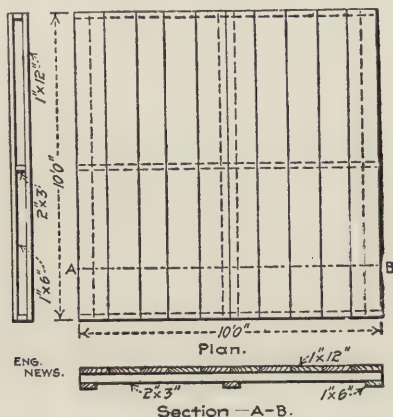 1"x12"
10'0"
2"x3"
1"x6"
A
B
10'0"
Plan.
ENG.
NEWS.
1"x12"
2"x3"
1"x6"
Section-A-B.